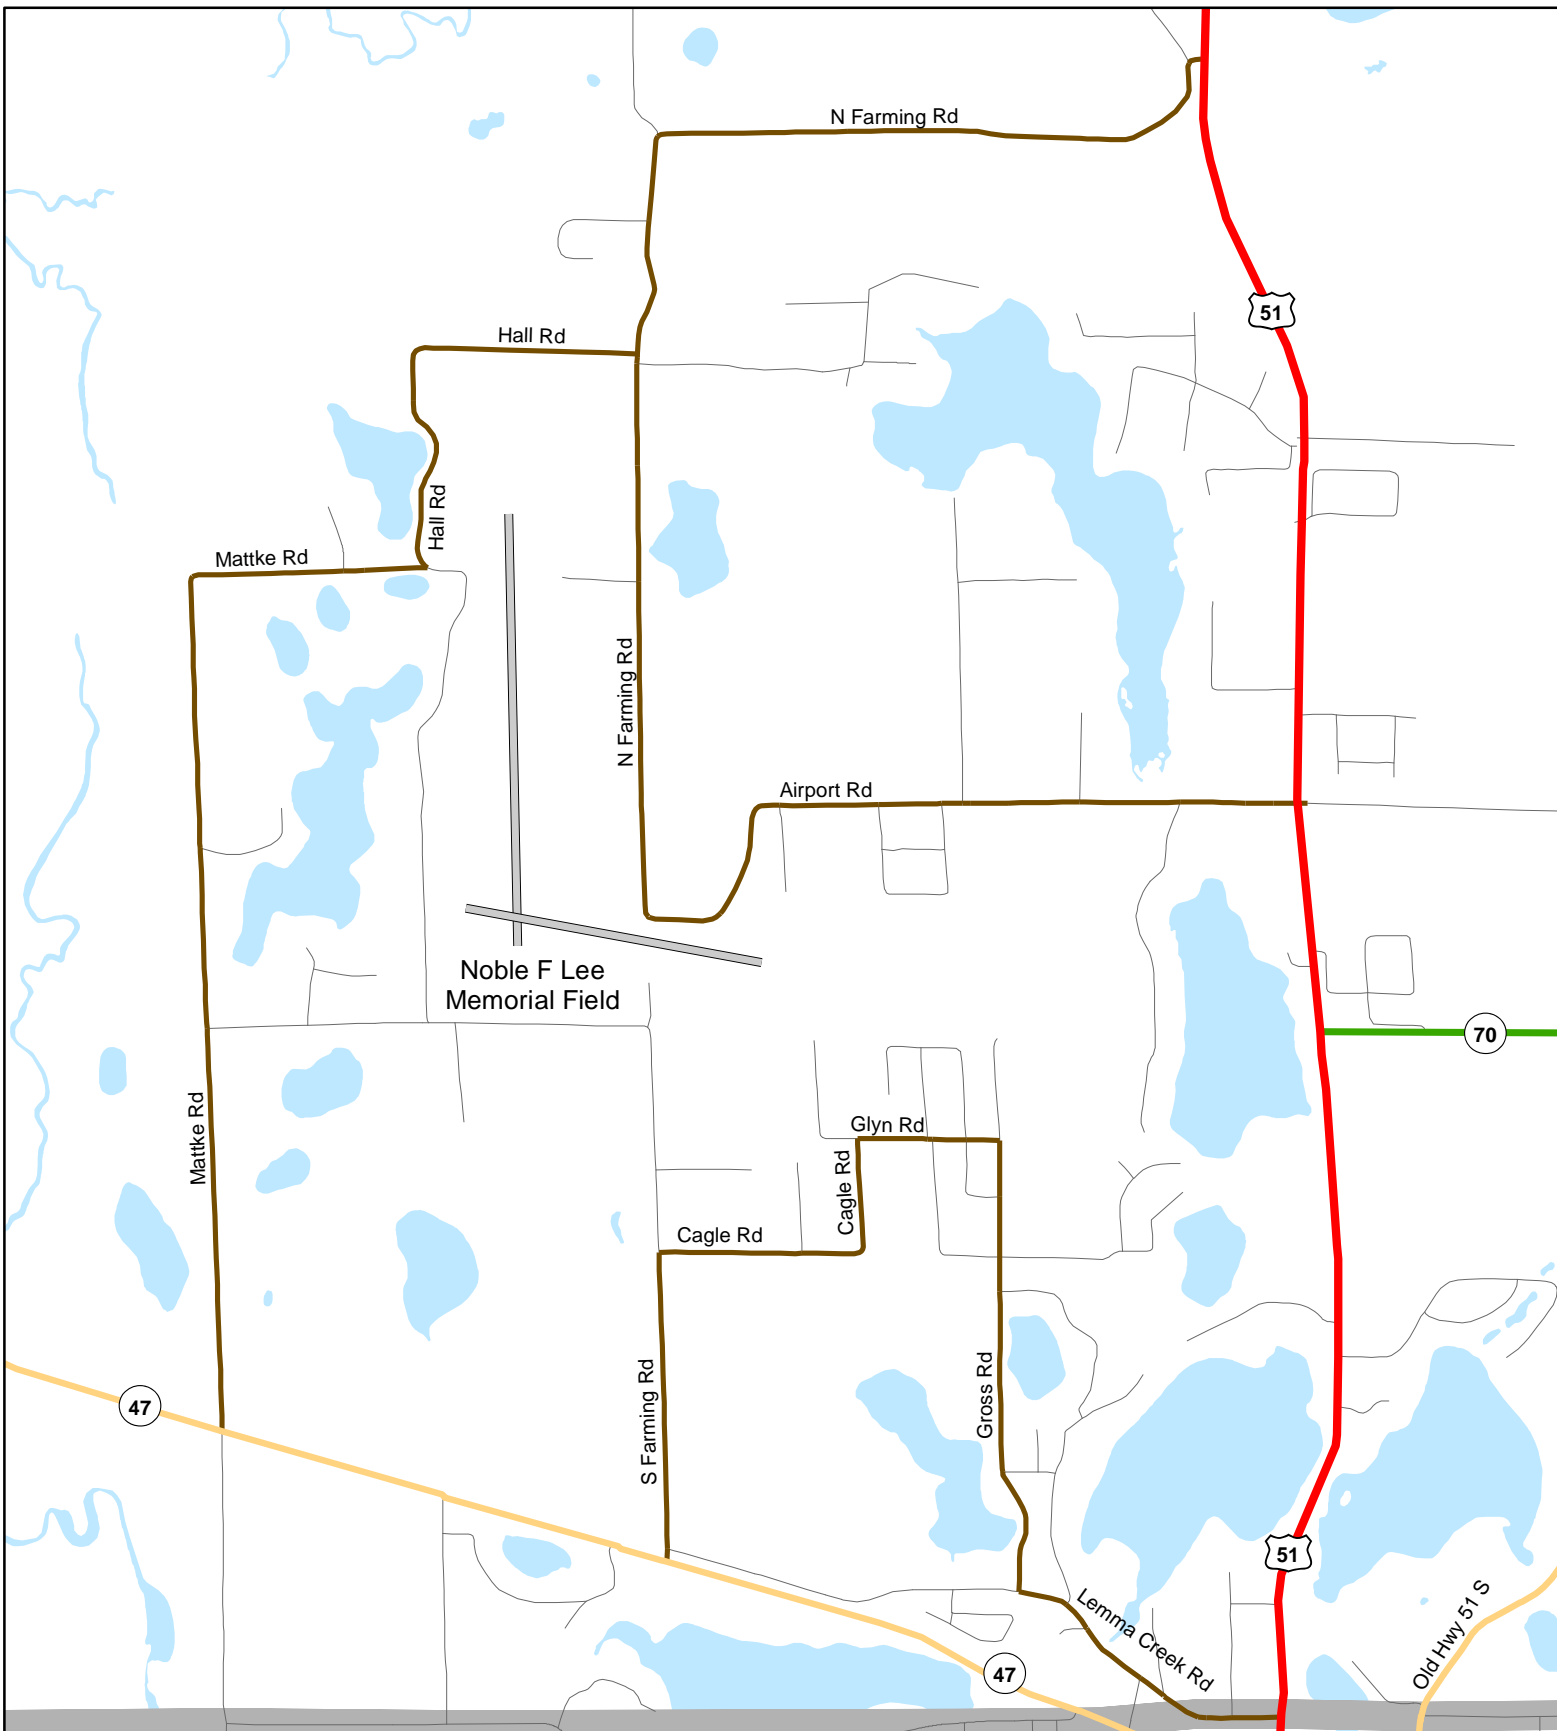 N Farming Rd
51
Hall Rd
Hall Rd
Mattke Rd
N Farming Rd
Airport Rd
Noble F Lee
Memorial Field
70
Mattke Rd
Glyn Rd
Cagle Rd
Cagle Rd
Gross Rd
S Farming Rd
47
51
Lemma Creek Rd
Old Hwy 51 S
47